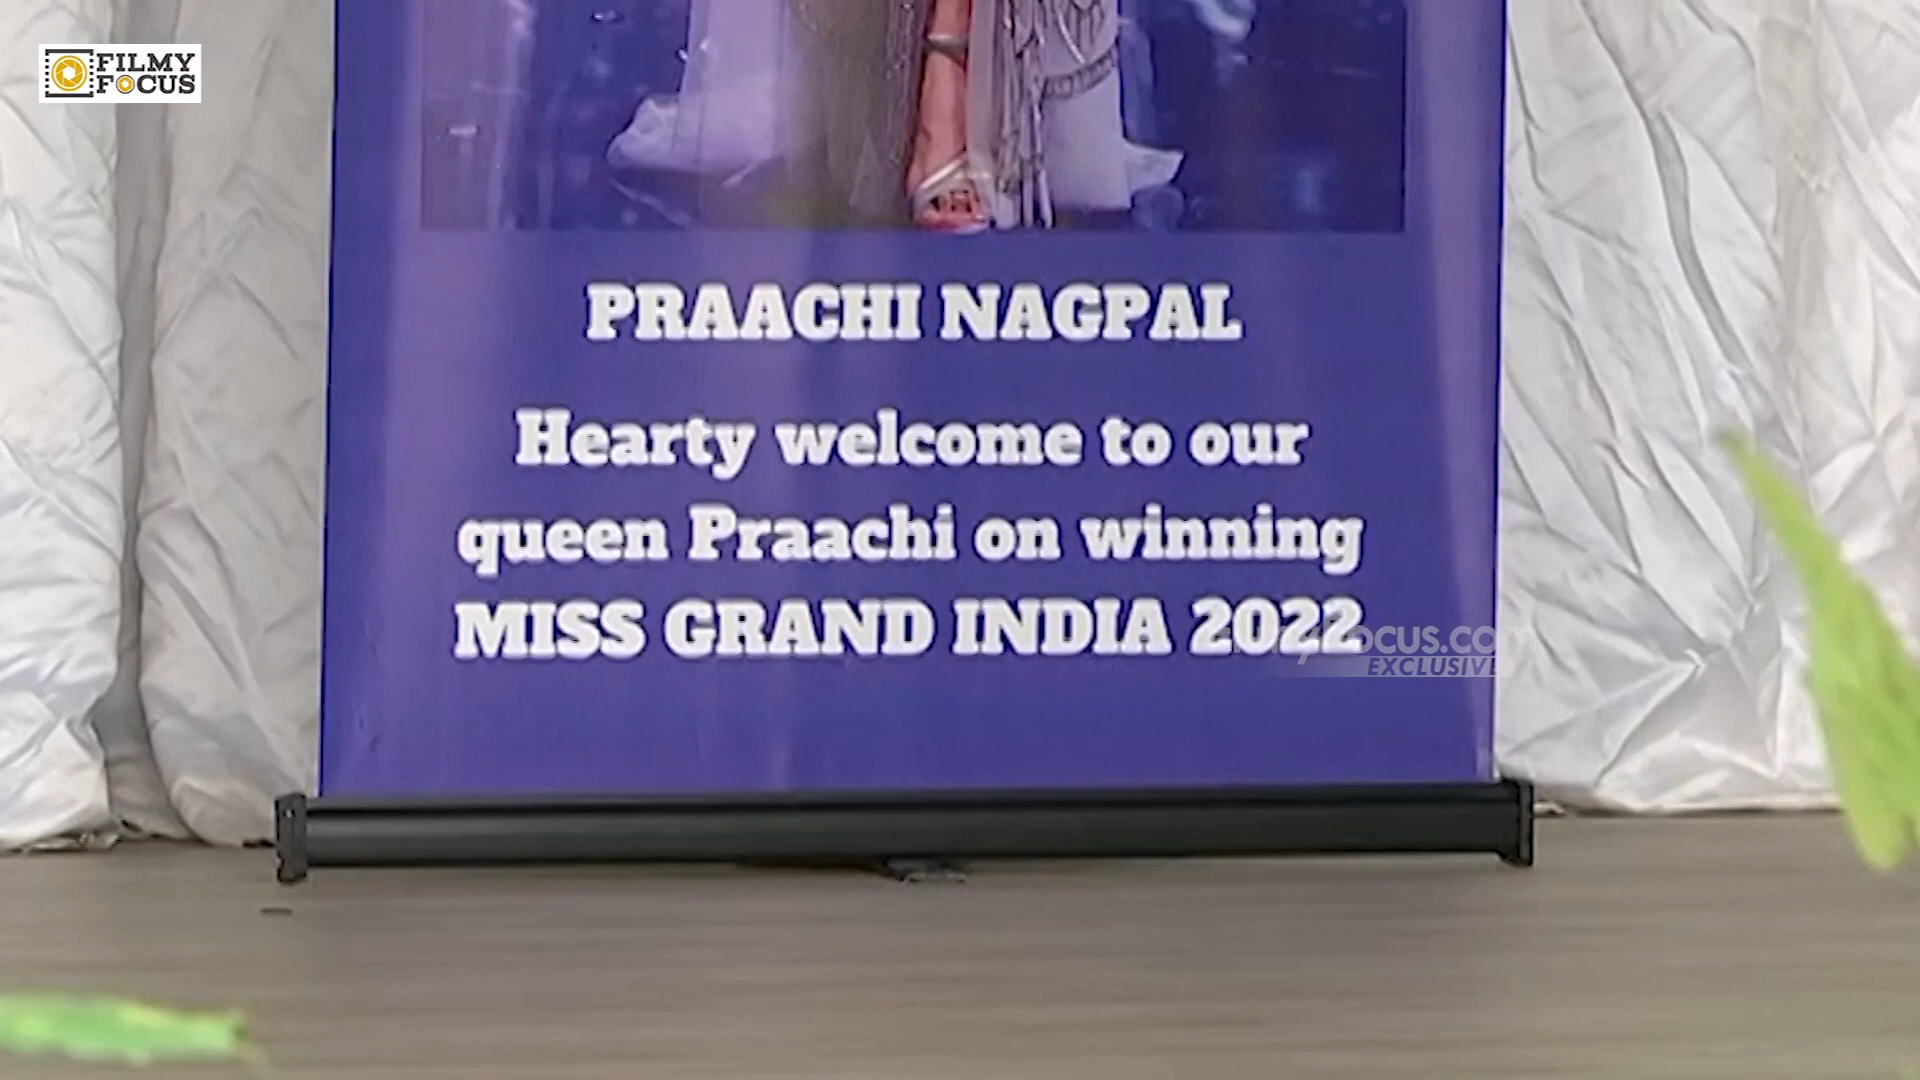 FILMY
FOCUS
PRAACHI NAGPAL
Hearty welcome to our
queen Praachi on winning
MISS GRAND INDIA 2022
EXCLUSIVE